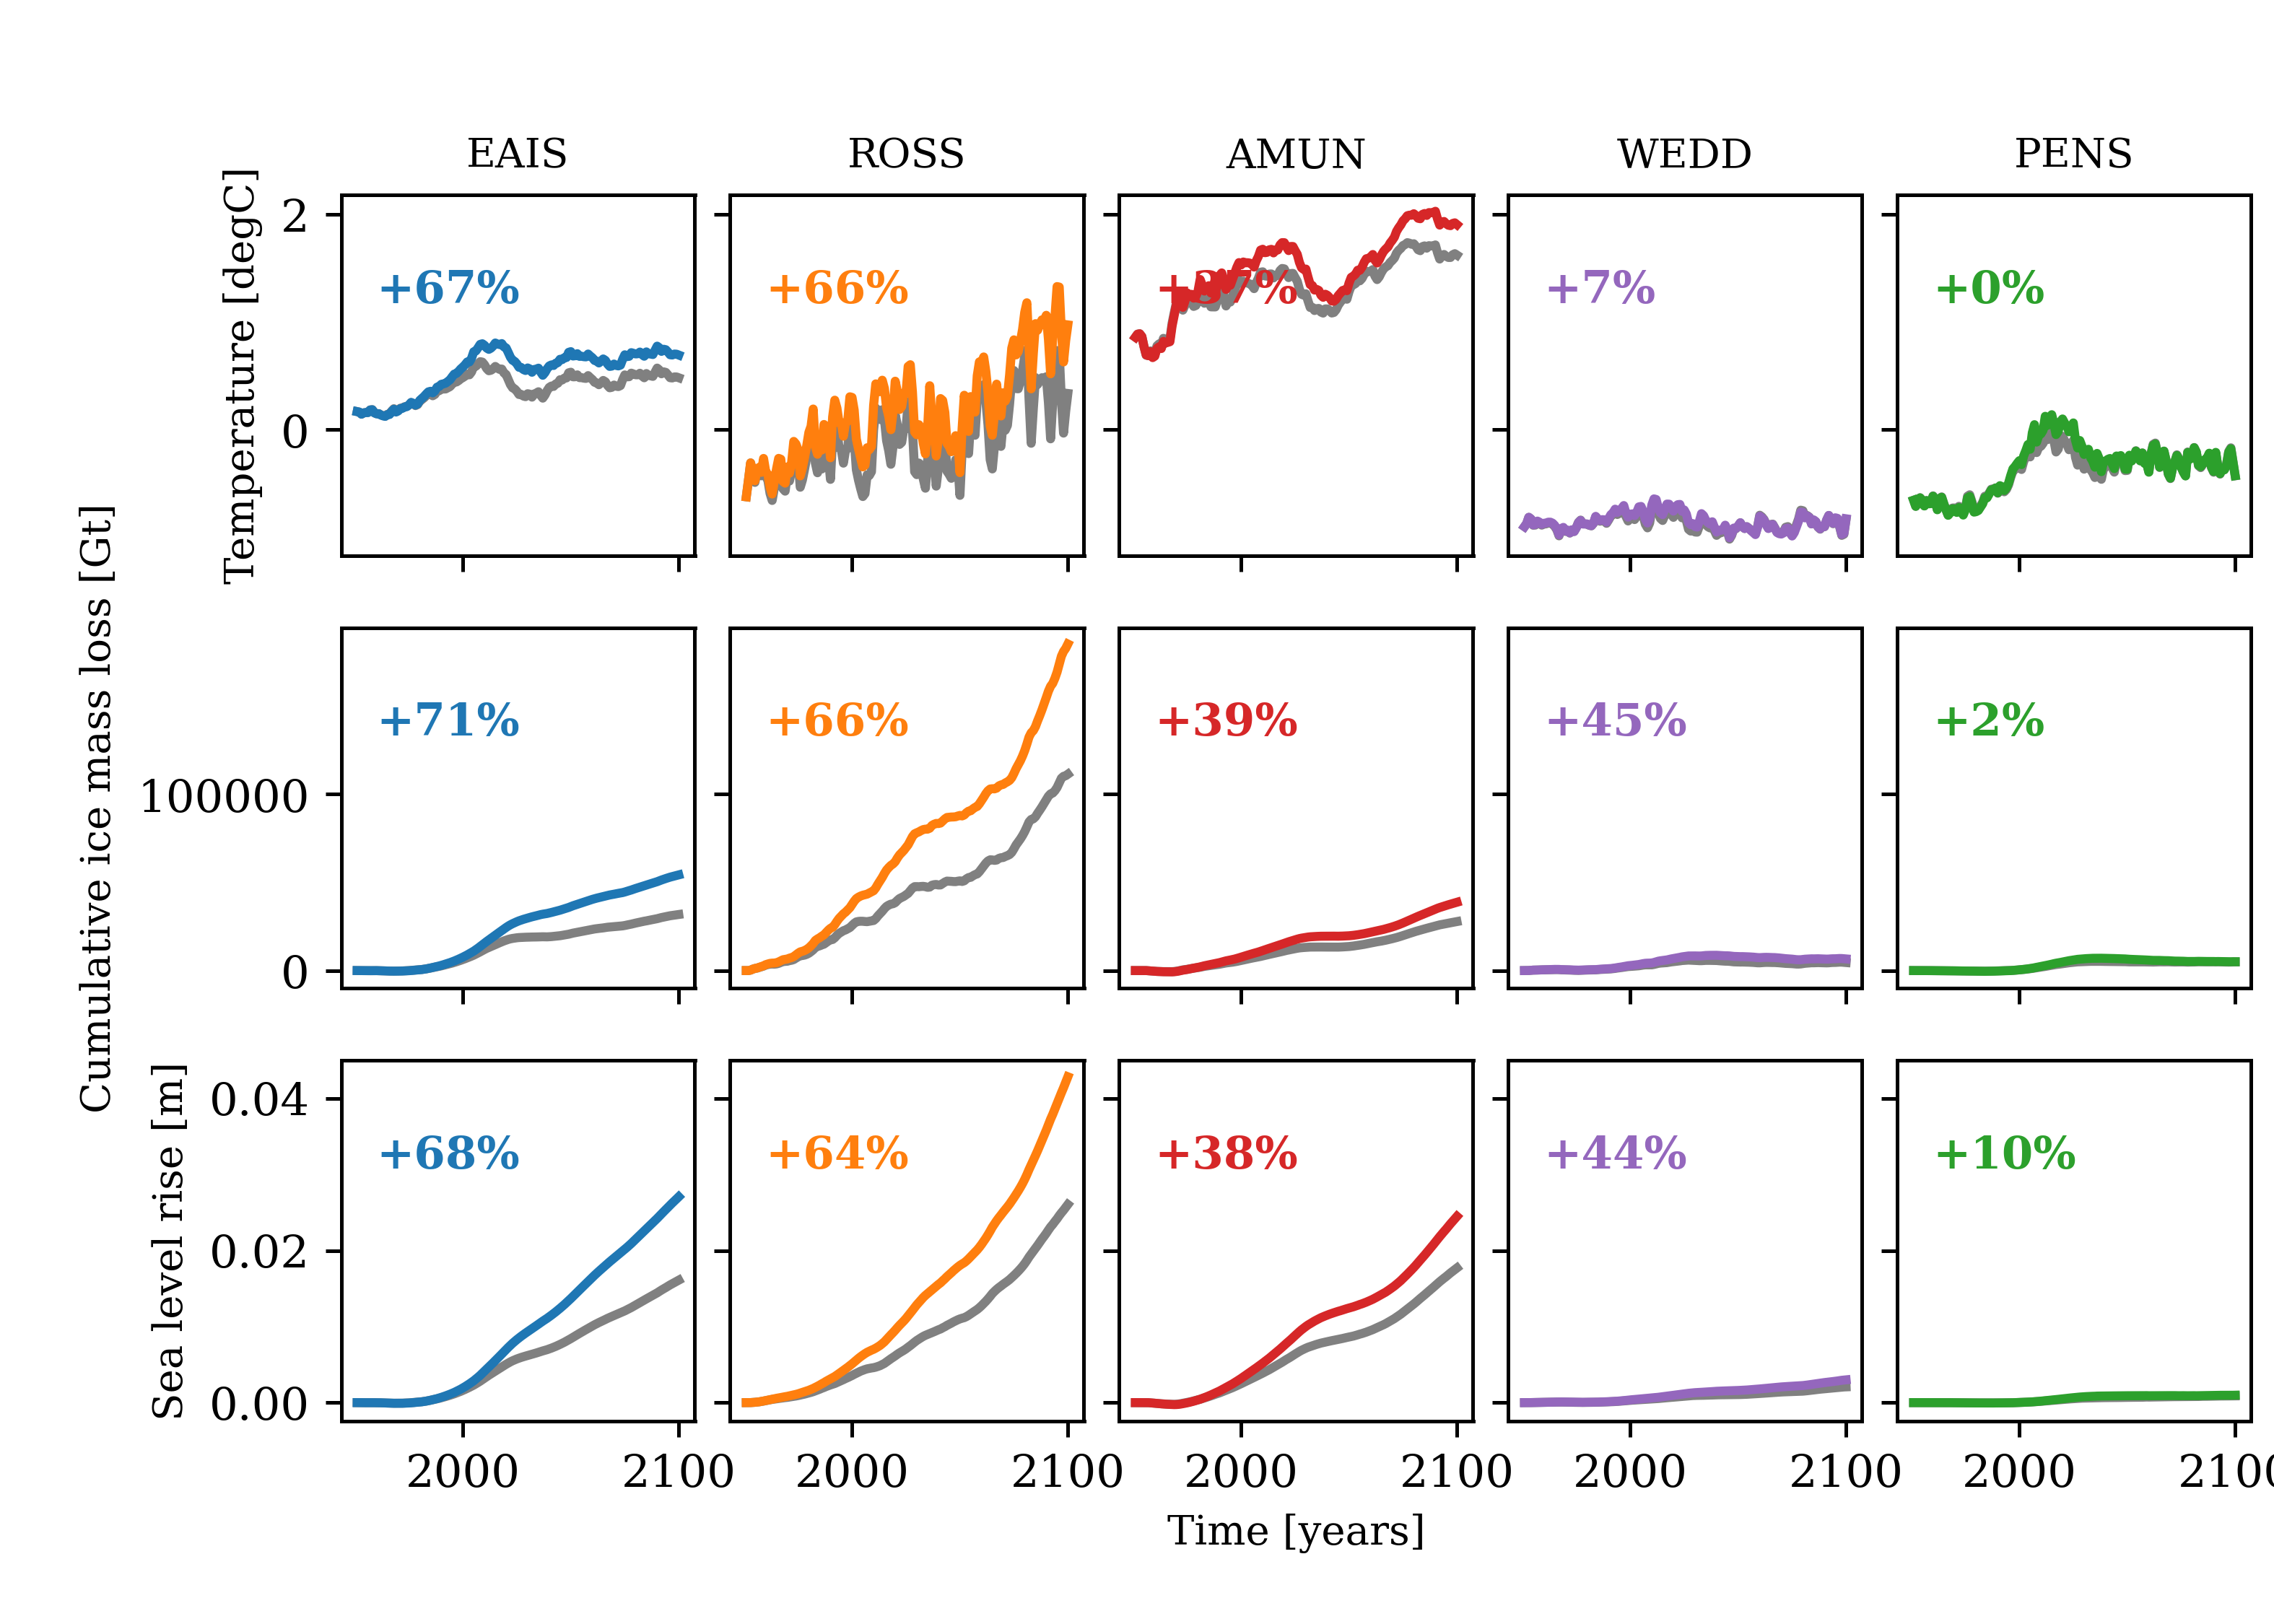 EAIS ROSS AMUN WEDD PENS
Temperature [degC]
2
0
+67% +66% +7% +0%
Cumulative ice mass loss [Gt]
100000
0
+71% +66% +39% +45% +2%
Sea level rise [m]
0.04
0.02
0.00
+68% +64% +38% +44% +10%
2000 2100 2000 2100 2000 2100 2000 2100 2000
Time [years]